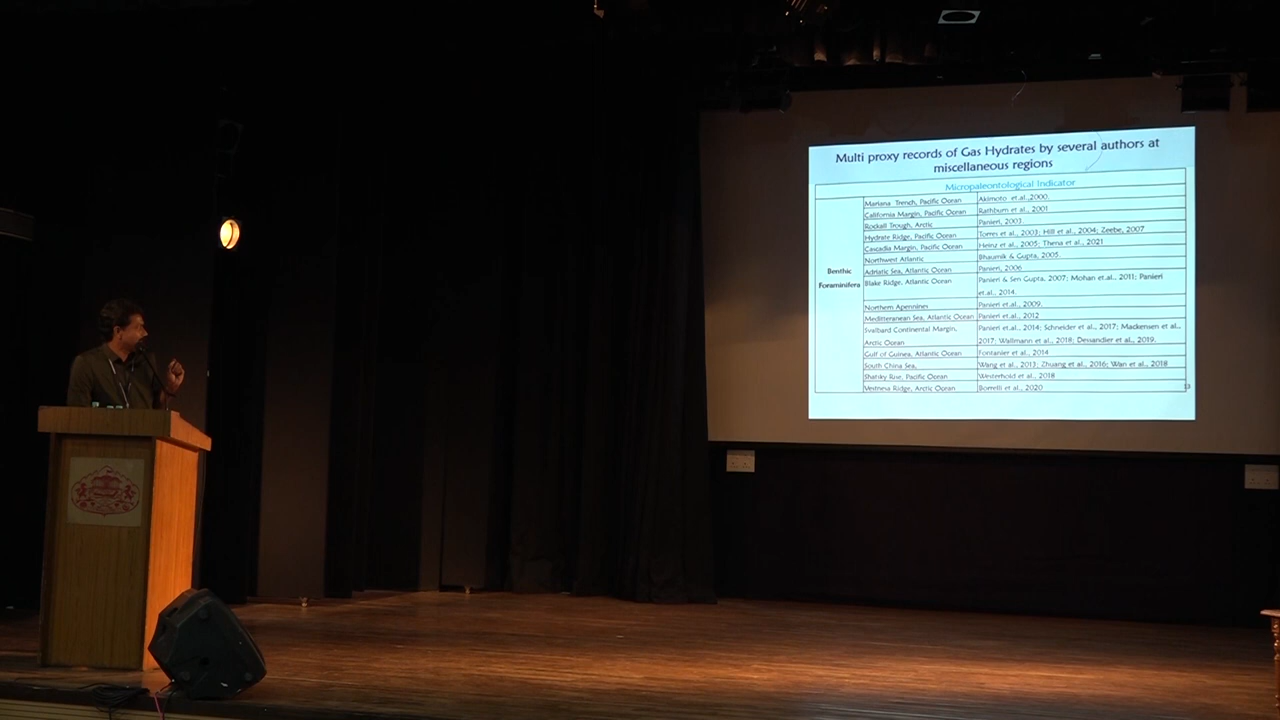 Multi proxy records of Gas Hydrates by several authors at
miscellaneous regions
Micropaleontological Indicator
Benthic
Foraminifera
Mariana Trench, Pacific Ocean Akimoto et.al.,2000.
California Margin, Pacific Ocean Rathburn et al., 2001
Rockall Trough, Arctic Panieri, 2003.
Hydrate Ridge, Pacific Ocean Torres et al., 2003; Hill et al., 2004; Zeebe, 2007
Cascadia Margin, Pacific Ocean Heinz et al., 2005; Thena et al., 2021
Northwest Atlantic Bhaumik & Gupta, 2005.
Adriatic Sea, Atlantic Ocean Panieri, 2006
Blake Ridge, Atlantic Ocean Panieri & Sen Gupta, 2007; Mohan et.al., 2011; Panieri
et.al., 2014.
Northern Apennines Panieri et al., 2009.
Meditteranean Sea, Atlantic Ocean Panieri et.al., 2012
Svalbard Continental Margin, Panieri et.al., 2014; Schneider et al., 2017; Mackensen et al.,
Arctic Ocean 2017; Wallmann et al., 2018; Dessandier et al., 2019.
Gulf of Guinea, Atlantic Ocean Fontanier et al., 2014
South China Sea, Wang et al., 2013; Zhuang et al., 2016; Wan et al., 2018
Shatsky Rise, Pacific Ocean Westerhold et al., 2018
Vestnesa Ridge, Arctic Ocean Borrelli et al., 2020
13